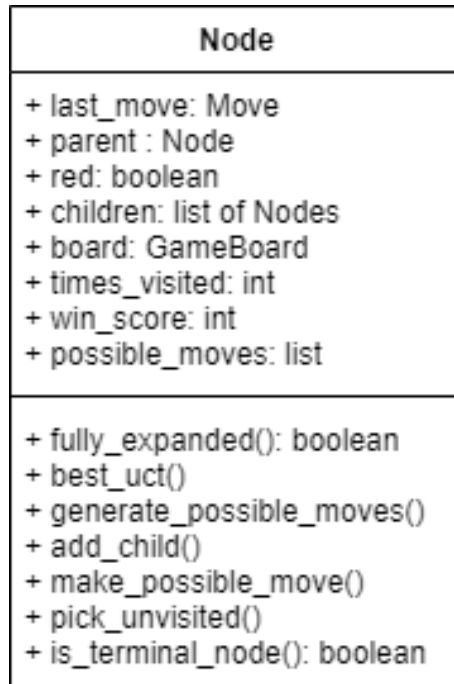 Node
+ last_move: Move
+ parent : Node
+ red: boolean
+ children: list of Nodes
+ board: GameBoard
+ times_visited: int
+ win_score: int
+ possible_moves: list
+ fully_expanded(): boolean
+ best_uct()
+ generate_possible_moves()
+ add_child()
+ make_possible_move()
+ pick_unvisited()
+ is_terminal_node(): boolean